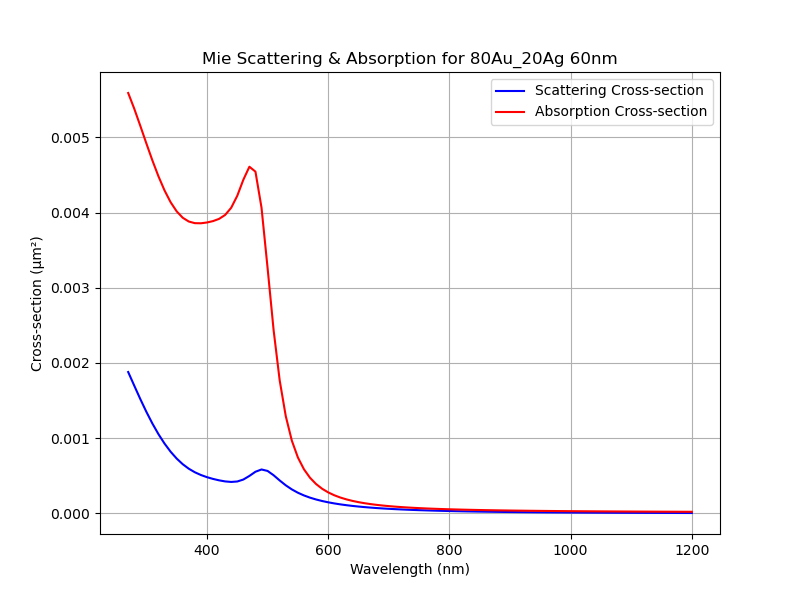 Mie Scattering & Absorption for 80Au_20Ag 60nm
Scattering Cross-section
Absorption Cross-section
Cross-section (μm²)
0.005
0.004
0.003
0.002
0.001
0.000
400 600 800 1000 1200
Wavelength (nm)